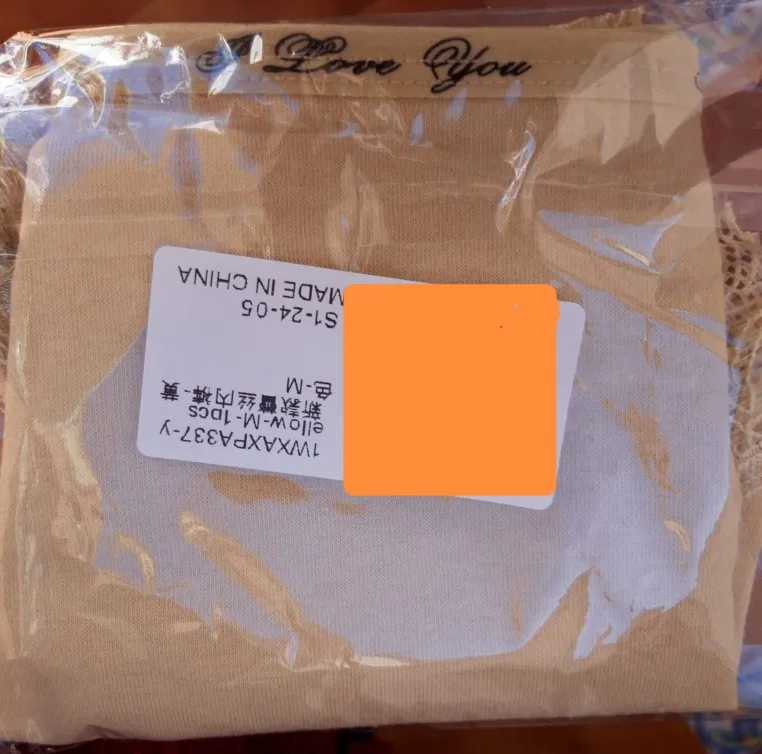 I Love You
1WXAXPA337-y
ellow-M-1pcs
新款蕾丝内裤-黄
色-M
S1-24-05
MADE IN CHINA